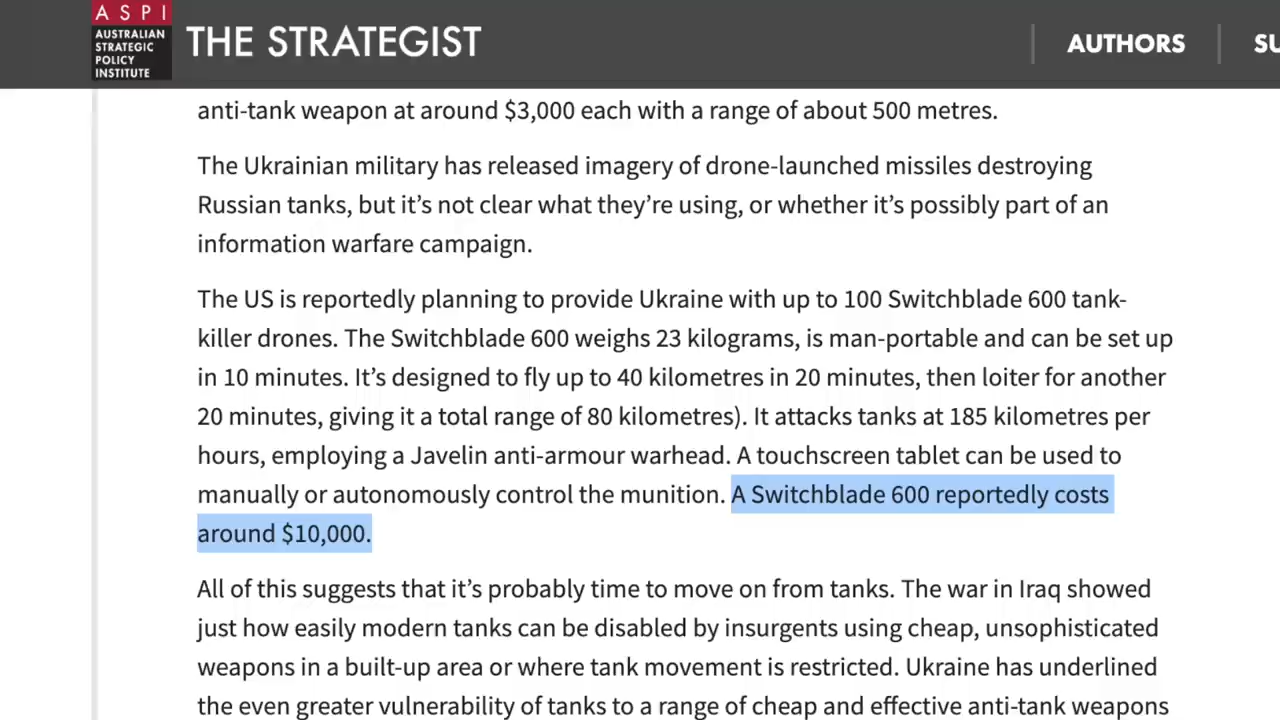 ASPI
AUSTRALIAN
STRATEGIC
POLICY
INSTITUTE
THE STRATEGIST
AUTHORS
anti-tank weapon at around $3,000 each with a range of about 500 metres.
The Ukrainian military has released imagery of drone-launched missiles destroying
Russian tanks, but it’s not clear what they’re using, or whether it’s possibly part of an
information warfare campaign.
The US is reportedly planning to provide Ukraine with up to 100 Switchblade 600 tank-
killer drones. The Switchblade 600 weighs 23 kilograms, is man-portable and can be set up
in 10 minutes. It’s designed to fly up to 40 kilometres in 20 minutes, then loiter for another
20 minutes, giving it a total range of 80 kilometres). It attacks tanks at 185 kilometres per
hours, employing a Javelin anti-armour warhead. A touchscreen tablet can be used to
manually or autonomously control the munition. A Switchblade 600 reportedly costs
around $10,000.
All of this suggests that it’s probably time to move on from tanks. The war in Iraq showed
just how easily modern tanks can be disabled by insurgents using cheap, unsophisticated
weapons in a built-up area or where tank movement is restricted. Ukraine has underlined
the even greater vulnerability of tanks to a range of cheap and effective anti-tank weapons